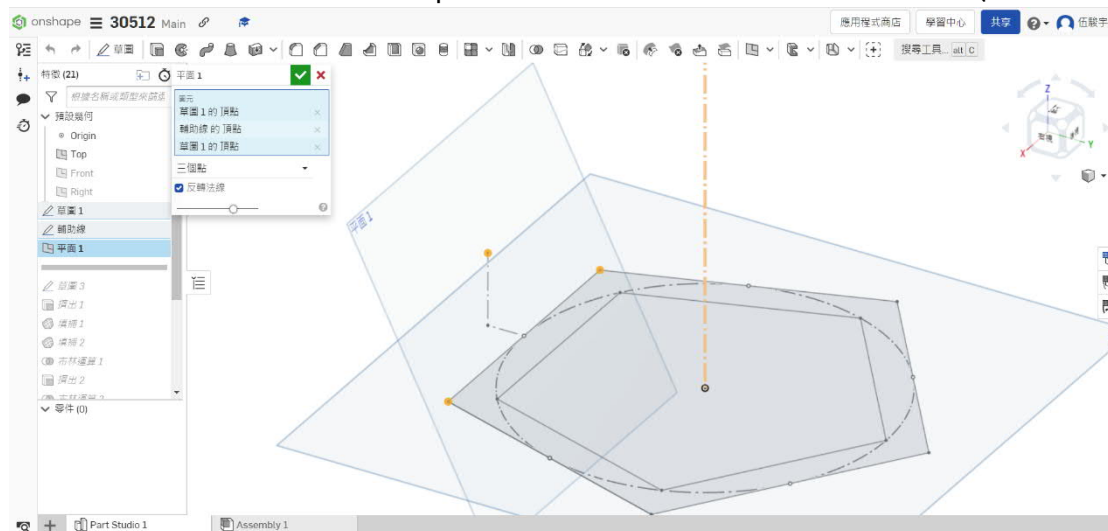 onshape 30512 Main
應用程式商店 學習中心 共享 伍駿宇
草圖 搜尋工具... alt C
特徵 (21)
根據名稱或類型來篩選
預設幾何
Origin
Top
Front
Right
草圖 1
輔助線
平面 1
草圖 3
擠出 1
填補 1
填補 2
布林運算 1
擠出 2
零件 (0)
平面 1
圖元
草圖 1 的 頂點
輔助線 的 頂點
草圖 1 的 頂點
三個點
反轉法線
平面 1
Z
Y
X
Part Studio 1 Assembly 1